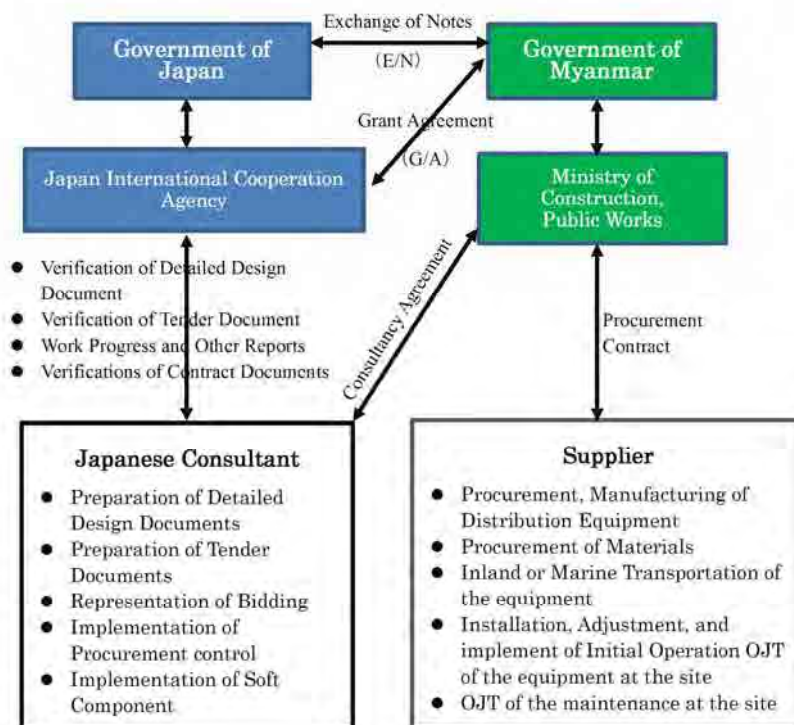 Exchange of Notes
(E/N)
Government of
Japan
Government of
Myanmar
Grant Agreement
(G/A)
Japan International Cooperation
Agency
Ministry of
Construction,
Public Works
● Verification of Detailed Design
Document
● Verification of Tender Document
● Work Progress and Other Reports
● Verifications of Contract Documents
Consultancy Agreement
Procurement
Contract
Japanese Consultant
● Preparation of Detailed
Design Documents
● Preparation of Tender
Documents
● Representation of Bidding
● Implementation of
Procurement control
● Implementation of Soft
Component
Supplier
● Procurement, Manufacturing of
Distribution Equipment
● Procurement of Materials
● Inland or Marine Transportation of
the equipment
● Installation, Adjustment, and
implement of Initial Operation OJT
of the equipment at the site
● OJT of the maintenance at the site